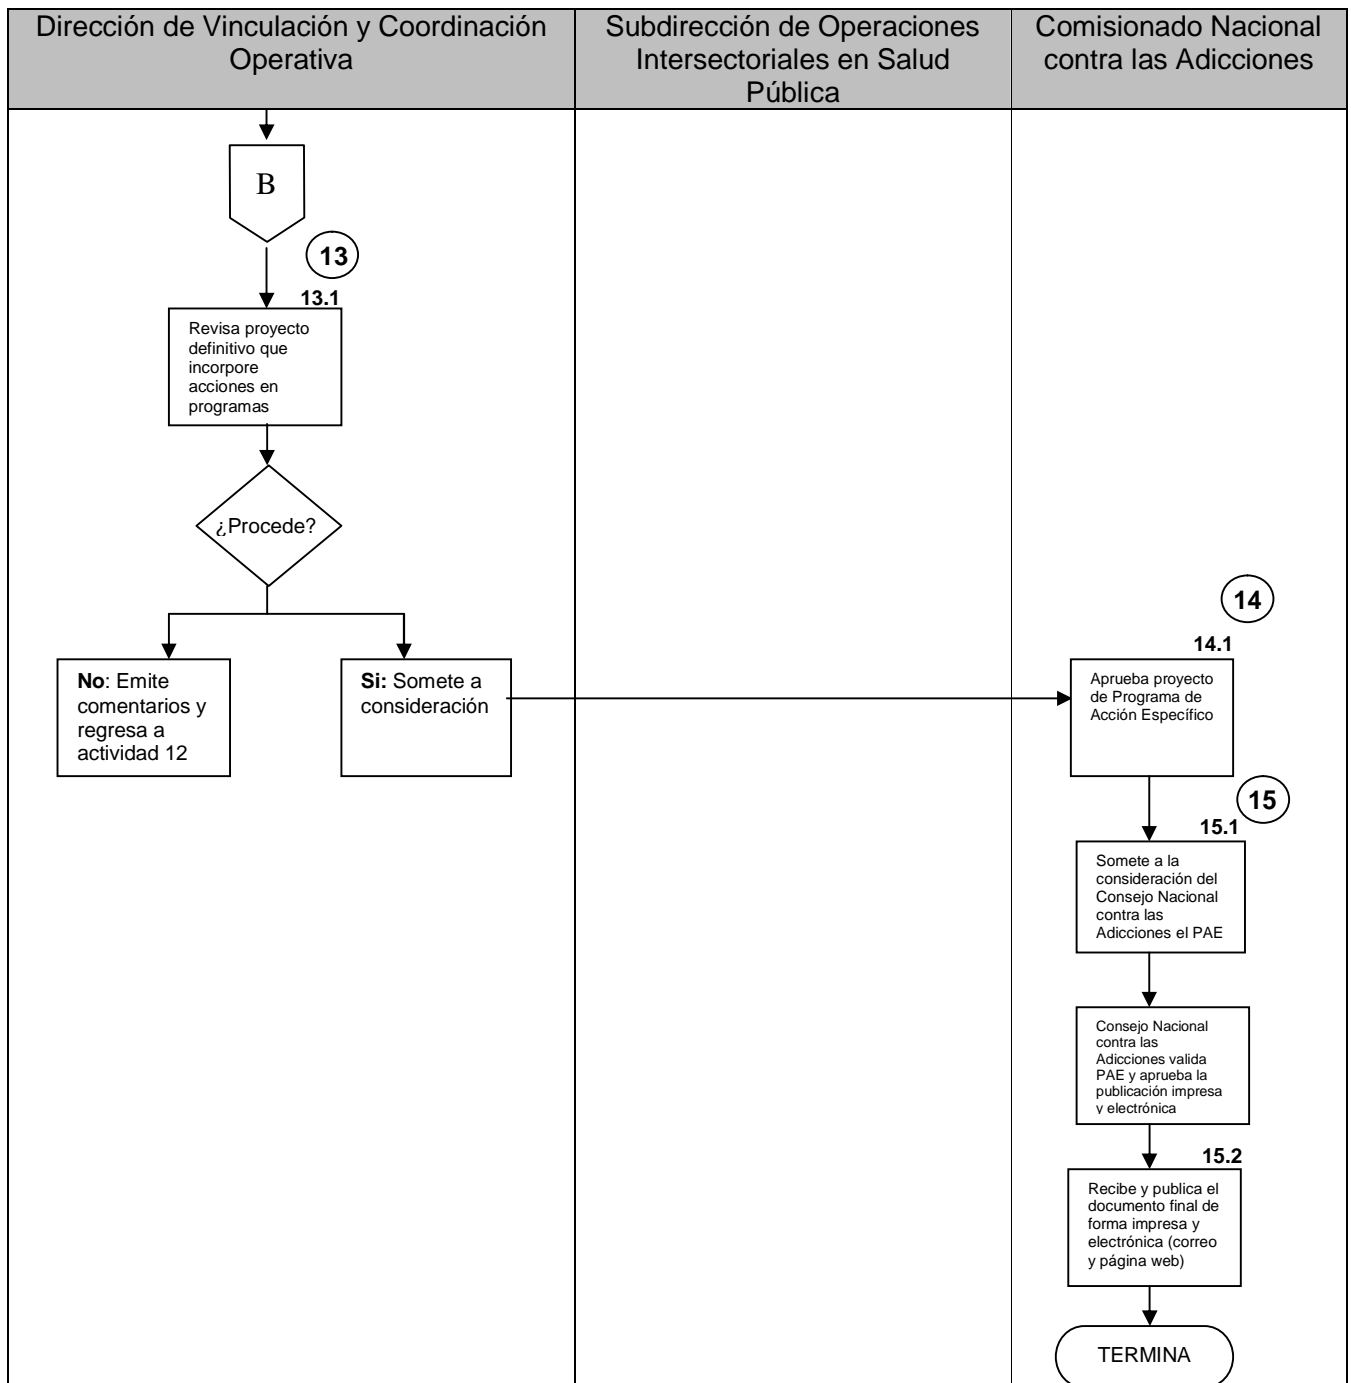 Dirección de Vinculación y Coordinación
Operativa
Subdirección de Operaciones
Intersectoriales en Salud
Pública
Comisionado Nacional
contra las Adicciones
B
13
13.1
Revisa proyecto
definitivo que
incorpore
acciones en
programas
¿Procede?
No: Emite
comentarios y
regresa a
actividad 12
Si: Somete a
consideración
14
14.1
Aprueba proyecto
de Programa de
Acción Específico
15
15.1
Somete a la
consideración del
Consejo Nacional
contra las
Adicciones el PAE
Consejo Nacional
contra las
Adicciones valida
PAE y aprueba la
publicación impresa
y electrónica
15.2
Recibe y publica el
documento final de
forma impresa y
electrónica (correo
y página web)
TERMINA